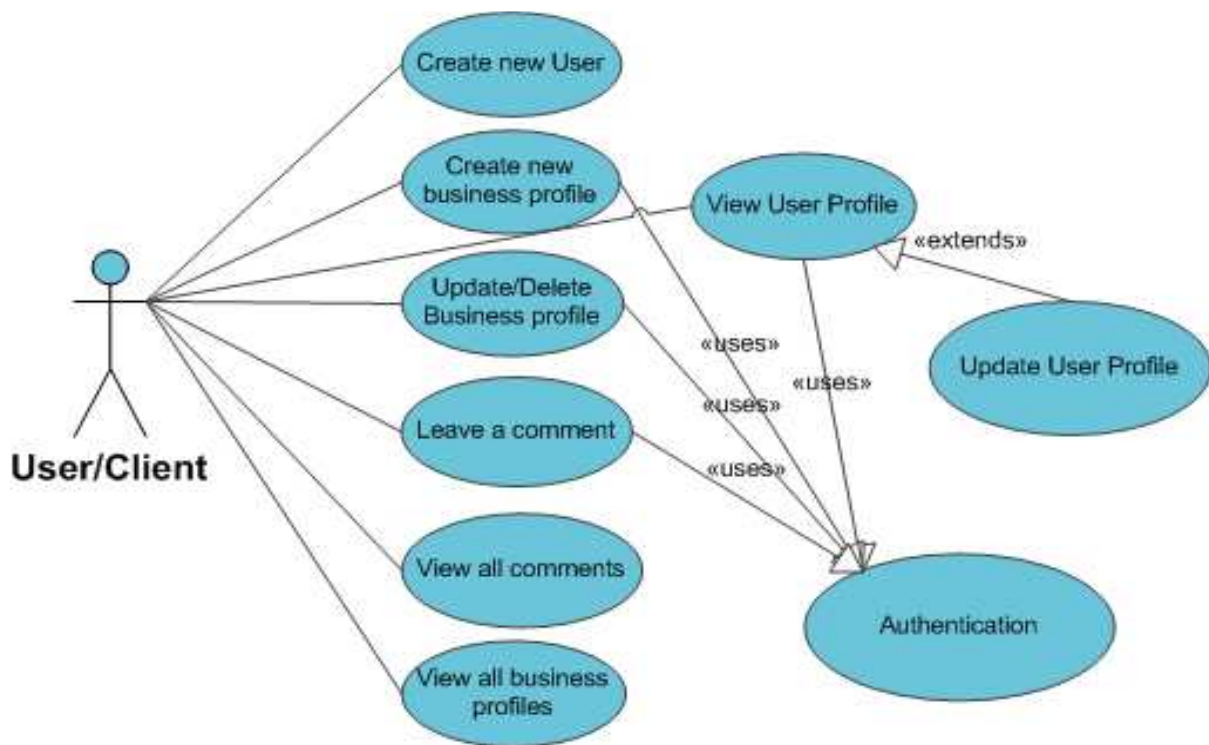 Create new User
Create new
business profile
View User Profile
«extends»
Update/Delete
Business profile
«uses»
«uses»
Update User Profile
«uses»
Leave a comment
«uses»
User/Client
View all comments
Authentication
View all business
profiles